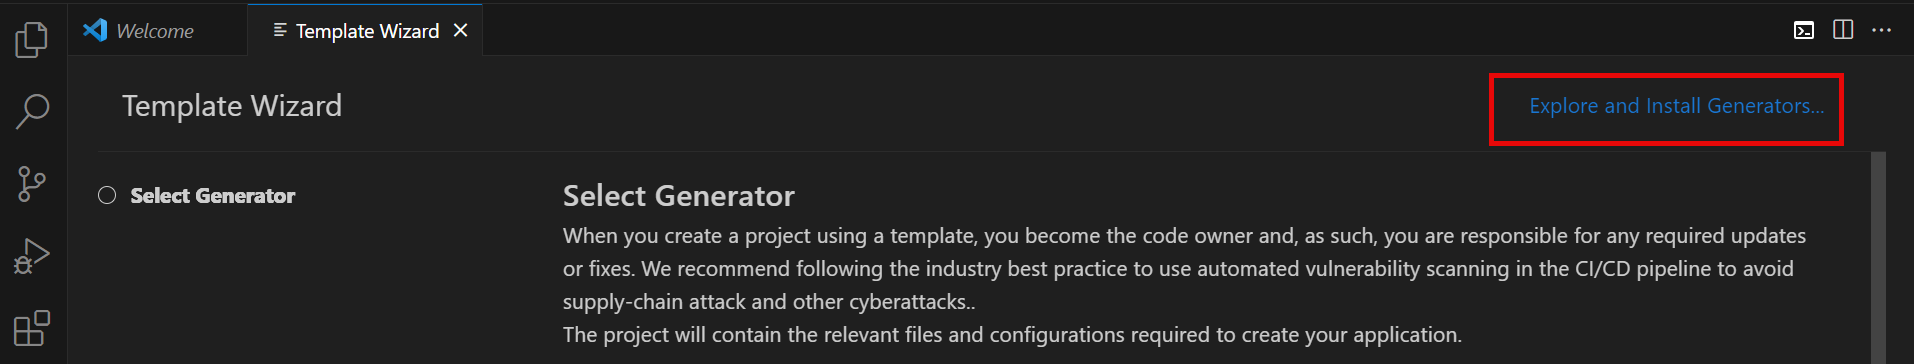 Welcome
Template Wizard
Template Wizard
Explore and Install Generators...
Select Generator
Select Generator
When you create a project using a template, you become the code owner and, as such, you are responsible for any required updates
or fixes. We recommend following the industry best practice to use automated vulnerability scanning in the CI/CD pipeline to avoid
supply-chain attack and other cyberattacks..
The project will contain the relevant files and configurations required to create your application.